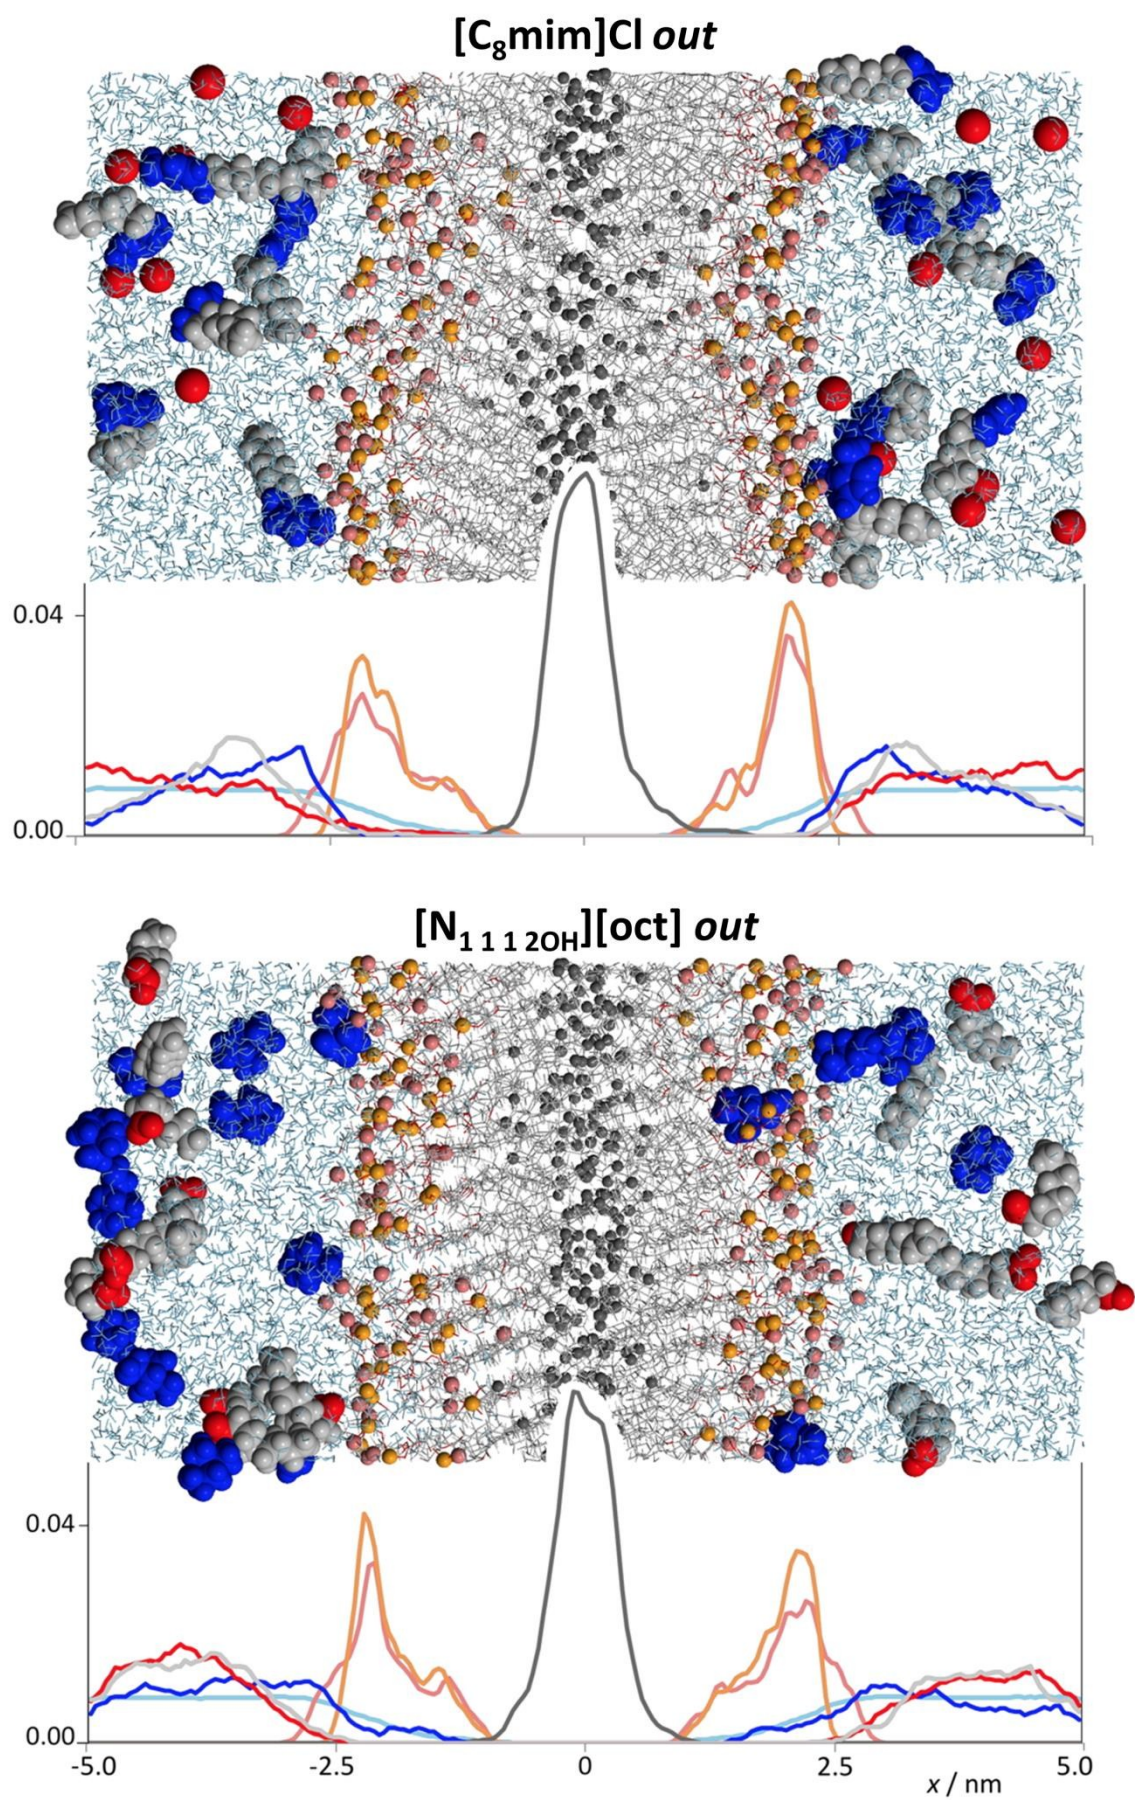 [C₈mim]Cl out
0.04
0.00
[N₁ ₁ ₁ ₂OH][oct] out
0.04
0.00
-5.0 -2.5 0 2.5 5.0
x / nm